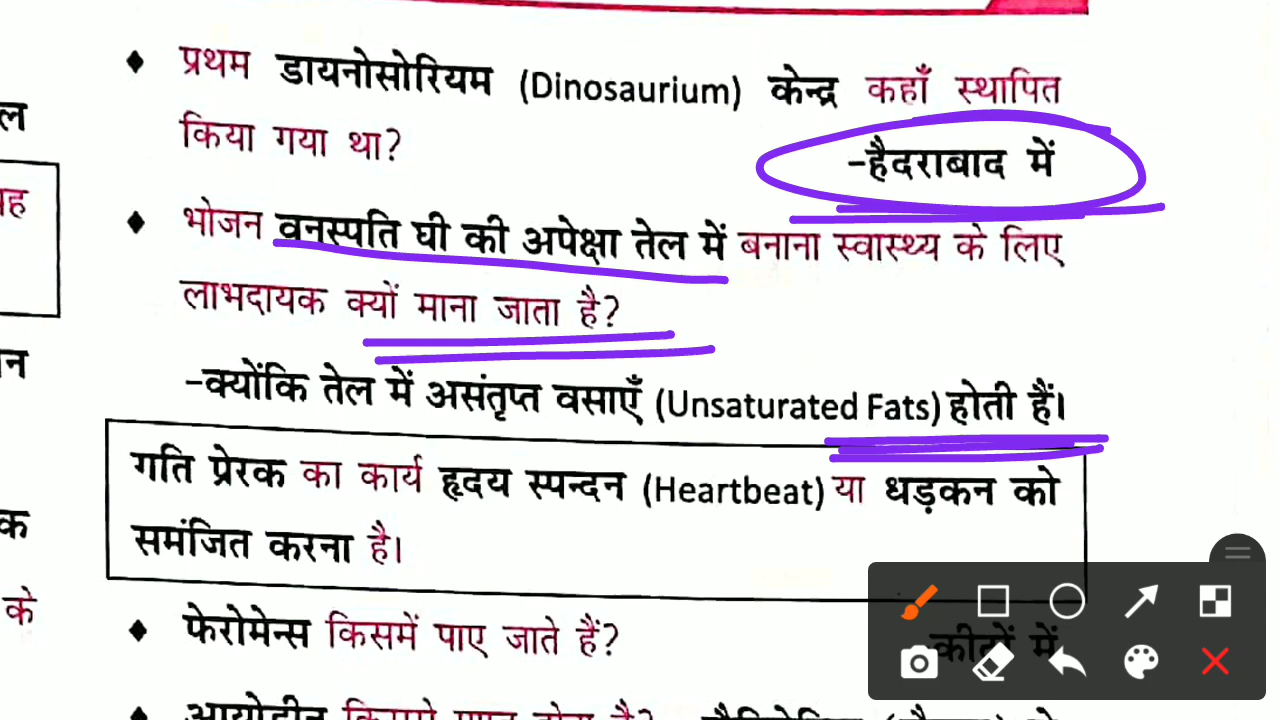 प्रथम डायनोसोरियम (Dinosaurium) केन्द्र कहाँ स्थापित
किया गया था?
-हैदराबाद में
भोजन वनस्पति घी की अपेक्षा तेल में बनाना स्वास्थ्य के लिए
लाभदायक क्यों माना जाता है?
-क्योंकि तेल में असंतृप्त वसाएँ (Unsaturated Fats) होती हैं।
गति प्रेरक का कार्य हृदय स्पन्दन (Heartbeat) या धड़कन को
समंजित करना है।
फेरोमेन्स किसमें पाए जाते हैं?
कीटों में
के